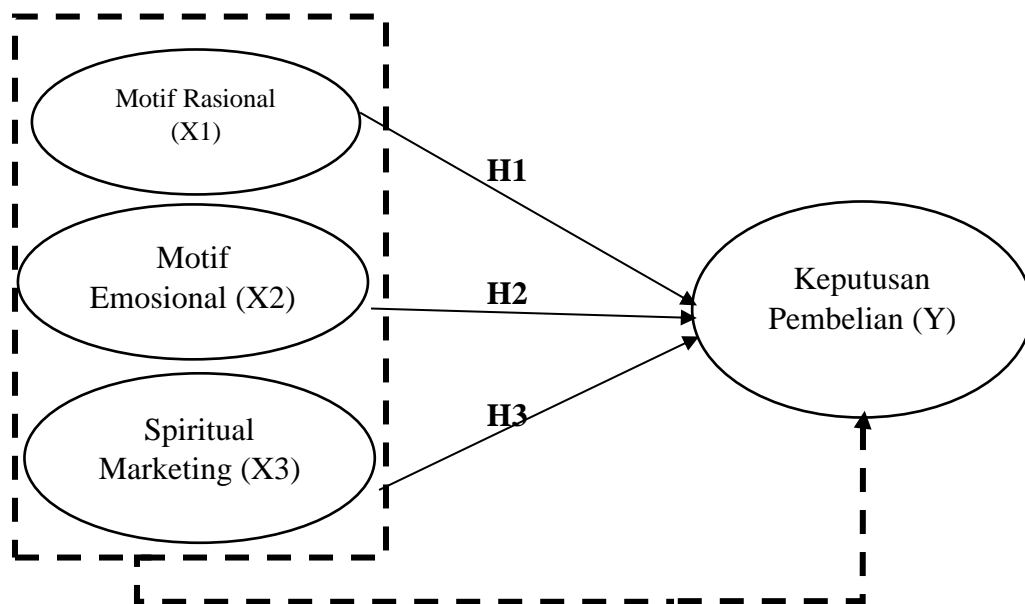 Motif Rasional
(X1)
H1
Motif
Emosional (X2)
H2
Keputusan
Pembelian (Y)
Spiritual
Marketing (X3)
H3